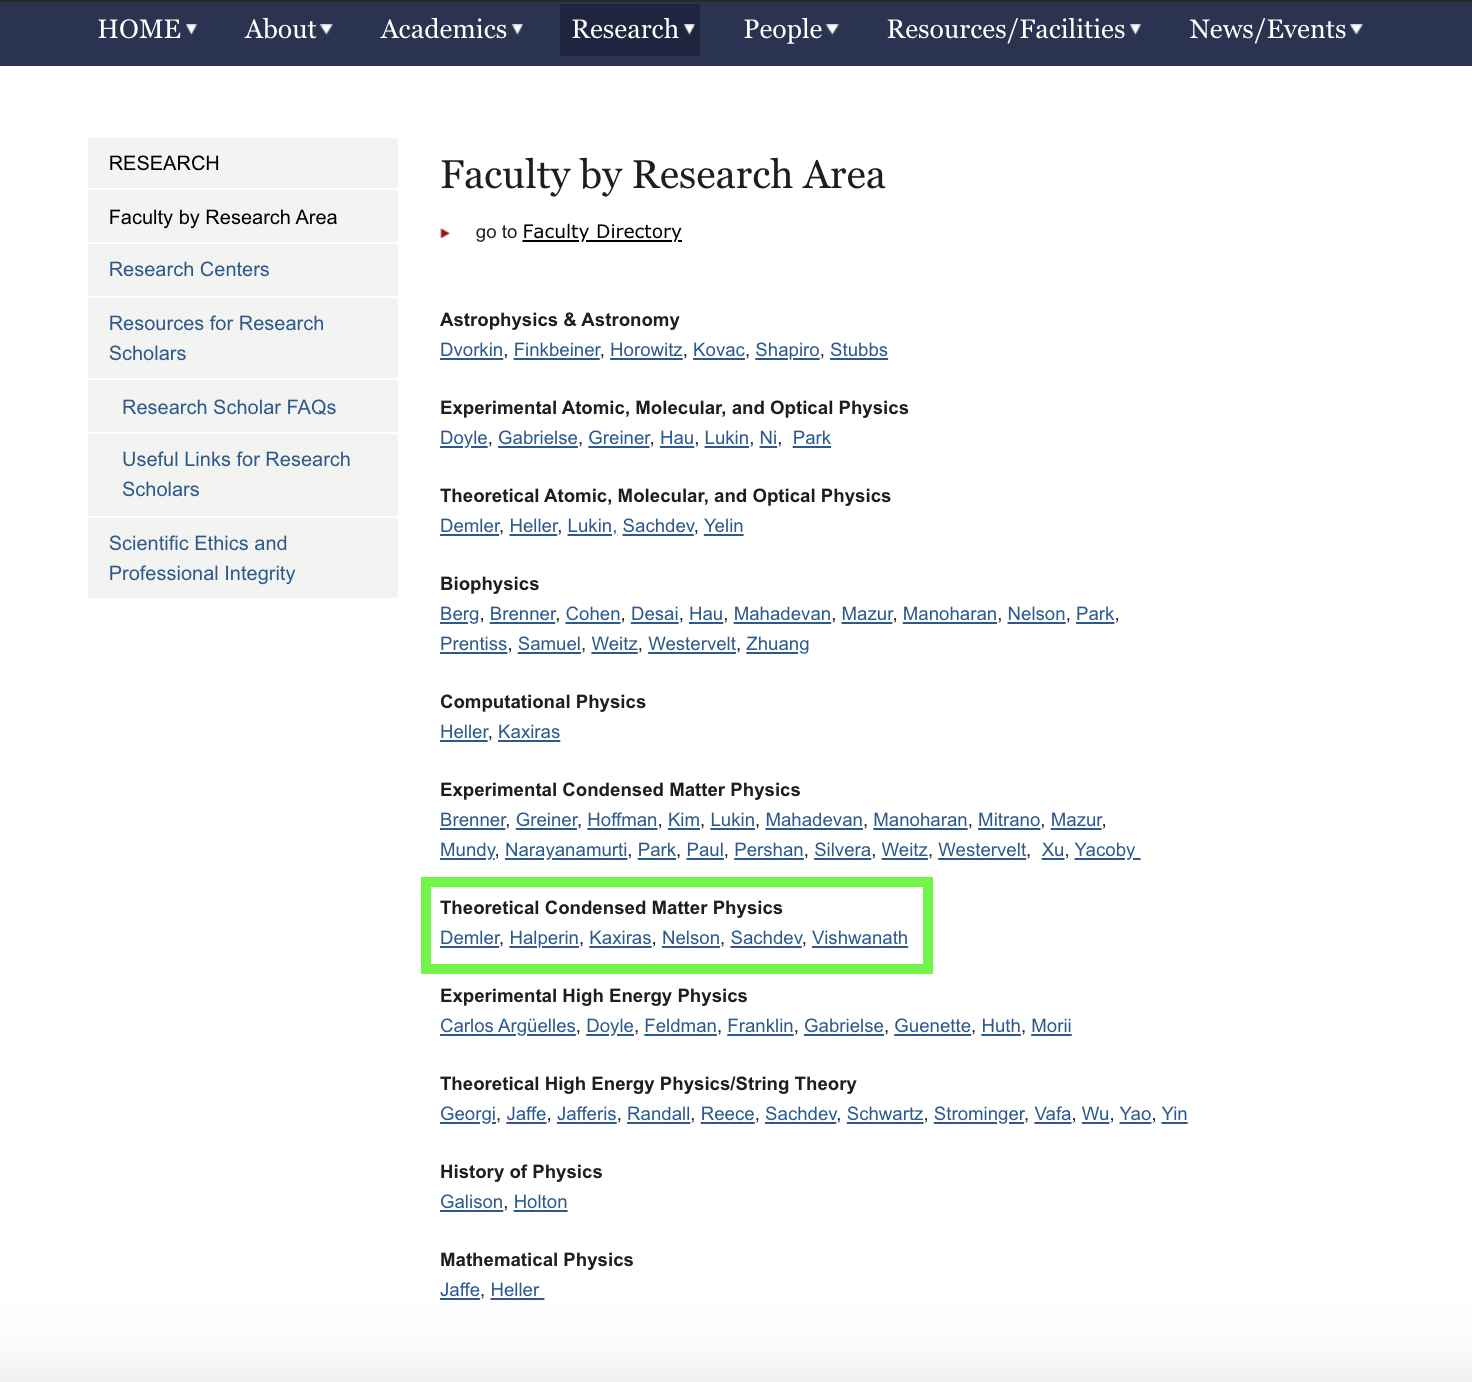 HOME▼ About▼ Academics▼ Research▼ People▼ Resources/Facilities▼ News/Events▼
RESEARCH
Faculty by Research Area
Research Centers
Resources for Research
Scholars
Research Scholar FAQs
Useful Links for Research
Scholars
Scientific Ethics and
Professional Integrity
Faculty by Research Area
go to Faculty Directory
Astrophysics & Astronomy
Dvorkin, Finkbeiner, Horowitz, Kovac, Shapiro, Stubbs
Experimental Atomic, Molecular, and Optical Physics
Doyle, Gabrielse, Greiner, Hau, Lukin, Ni, Park
Theoretical Atomic, Molecular, and Optical Physics
Demler, Heller, Lukin, Sachdev, Yelin
Biophysics
Berg, Brenner, Cohen, Desai, Hau, Mahadevan, Mazur, Manoharan, Nelson, Park,
Prentiss, Samuel, Weitz, Westervelt, Zhuang
Computational Physics
Heller, Kaxiras
Experimental Condensed Matter Physics
Brenner, Greiner, Hoffman, Kim, Lukin, Mahadevan, Manoharan, Mitrano, Mazur,
Mundy, Narayanamurti, Park, Paul, Pershan, Silvera, Weitz, Westervelt, Xu, Yacoby
Theoretical Condensed Matter Physics
Demler, Halperin, Kaxiras, Nelson, Sachdev, Vishwanath
Experimental High Energy Physics
Carlos Argüelles, Doyle, Feldman, Franklin, Gabrielse, Guenette, Huth, Morii
Theoretical High Energy Physics/String Theory
Georgi, Jaffe, Jafferis, Randall, Reece, Sachdev, Schwartz, Strominger, Vafa, Wu, Yao, Yin
History of Physics
Galison, Holton
Mathematical Physics
Jaffe, Heller